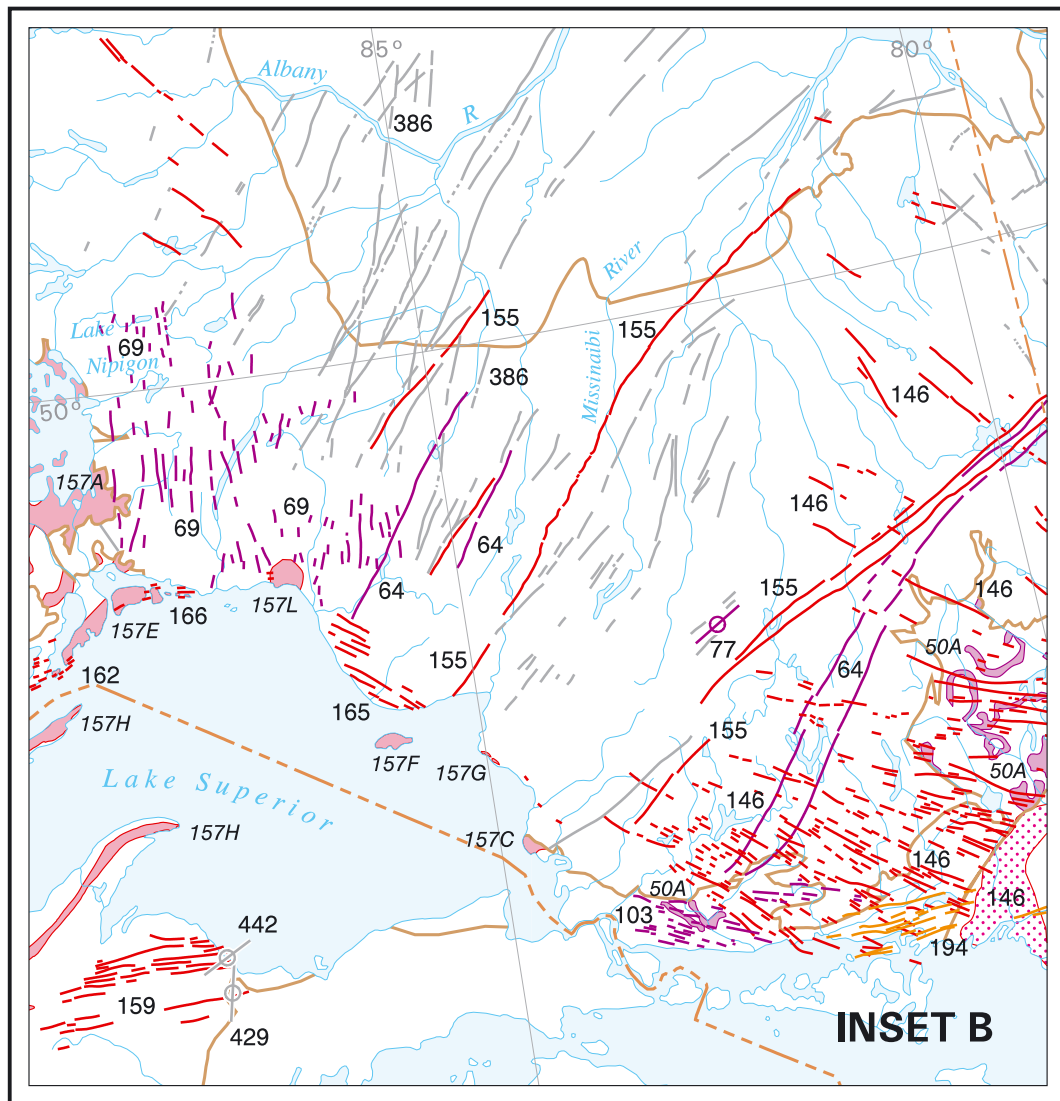 85°
80°
Albany
R
386
River
155
155
Lake
69
Nipigon
386
Missinaibi
146
50°
157A
146
69
69
64
155
146
64
166
157L
157E
77
50A
64
155
162
165
157H
155
157F
157G
50A
146
Lake Superior
157H
157C
146
50A
146
103
442
194
159
INSET B
429